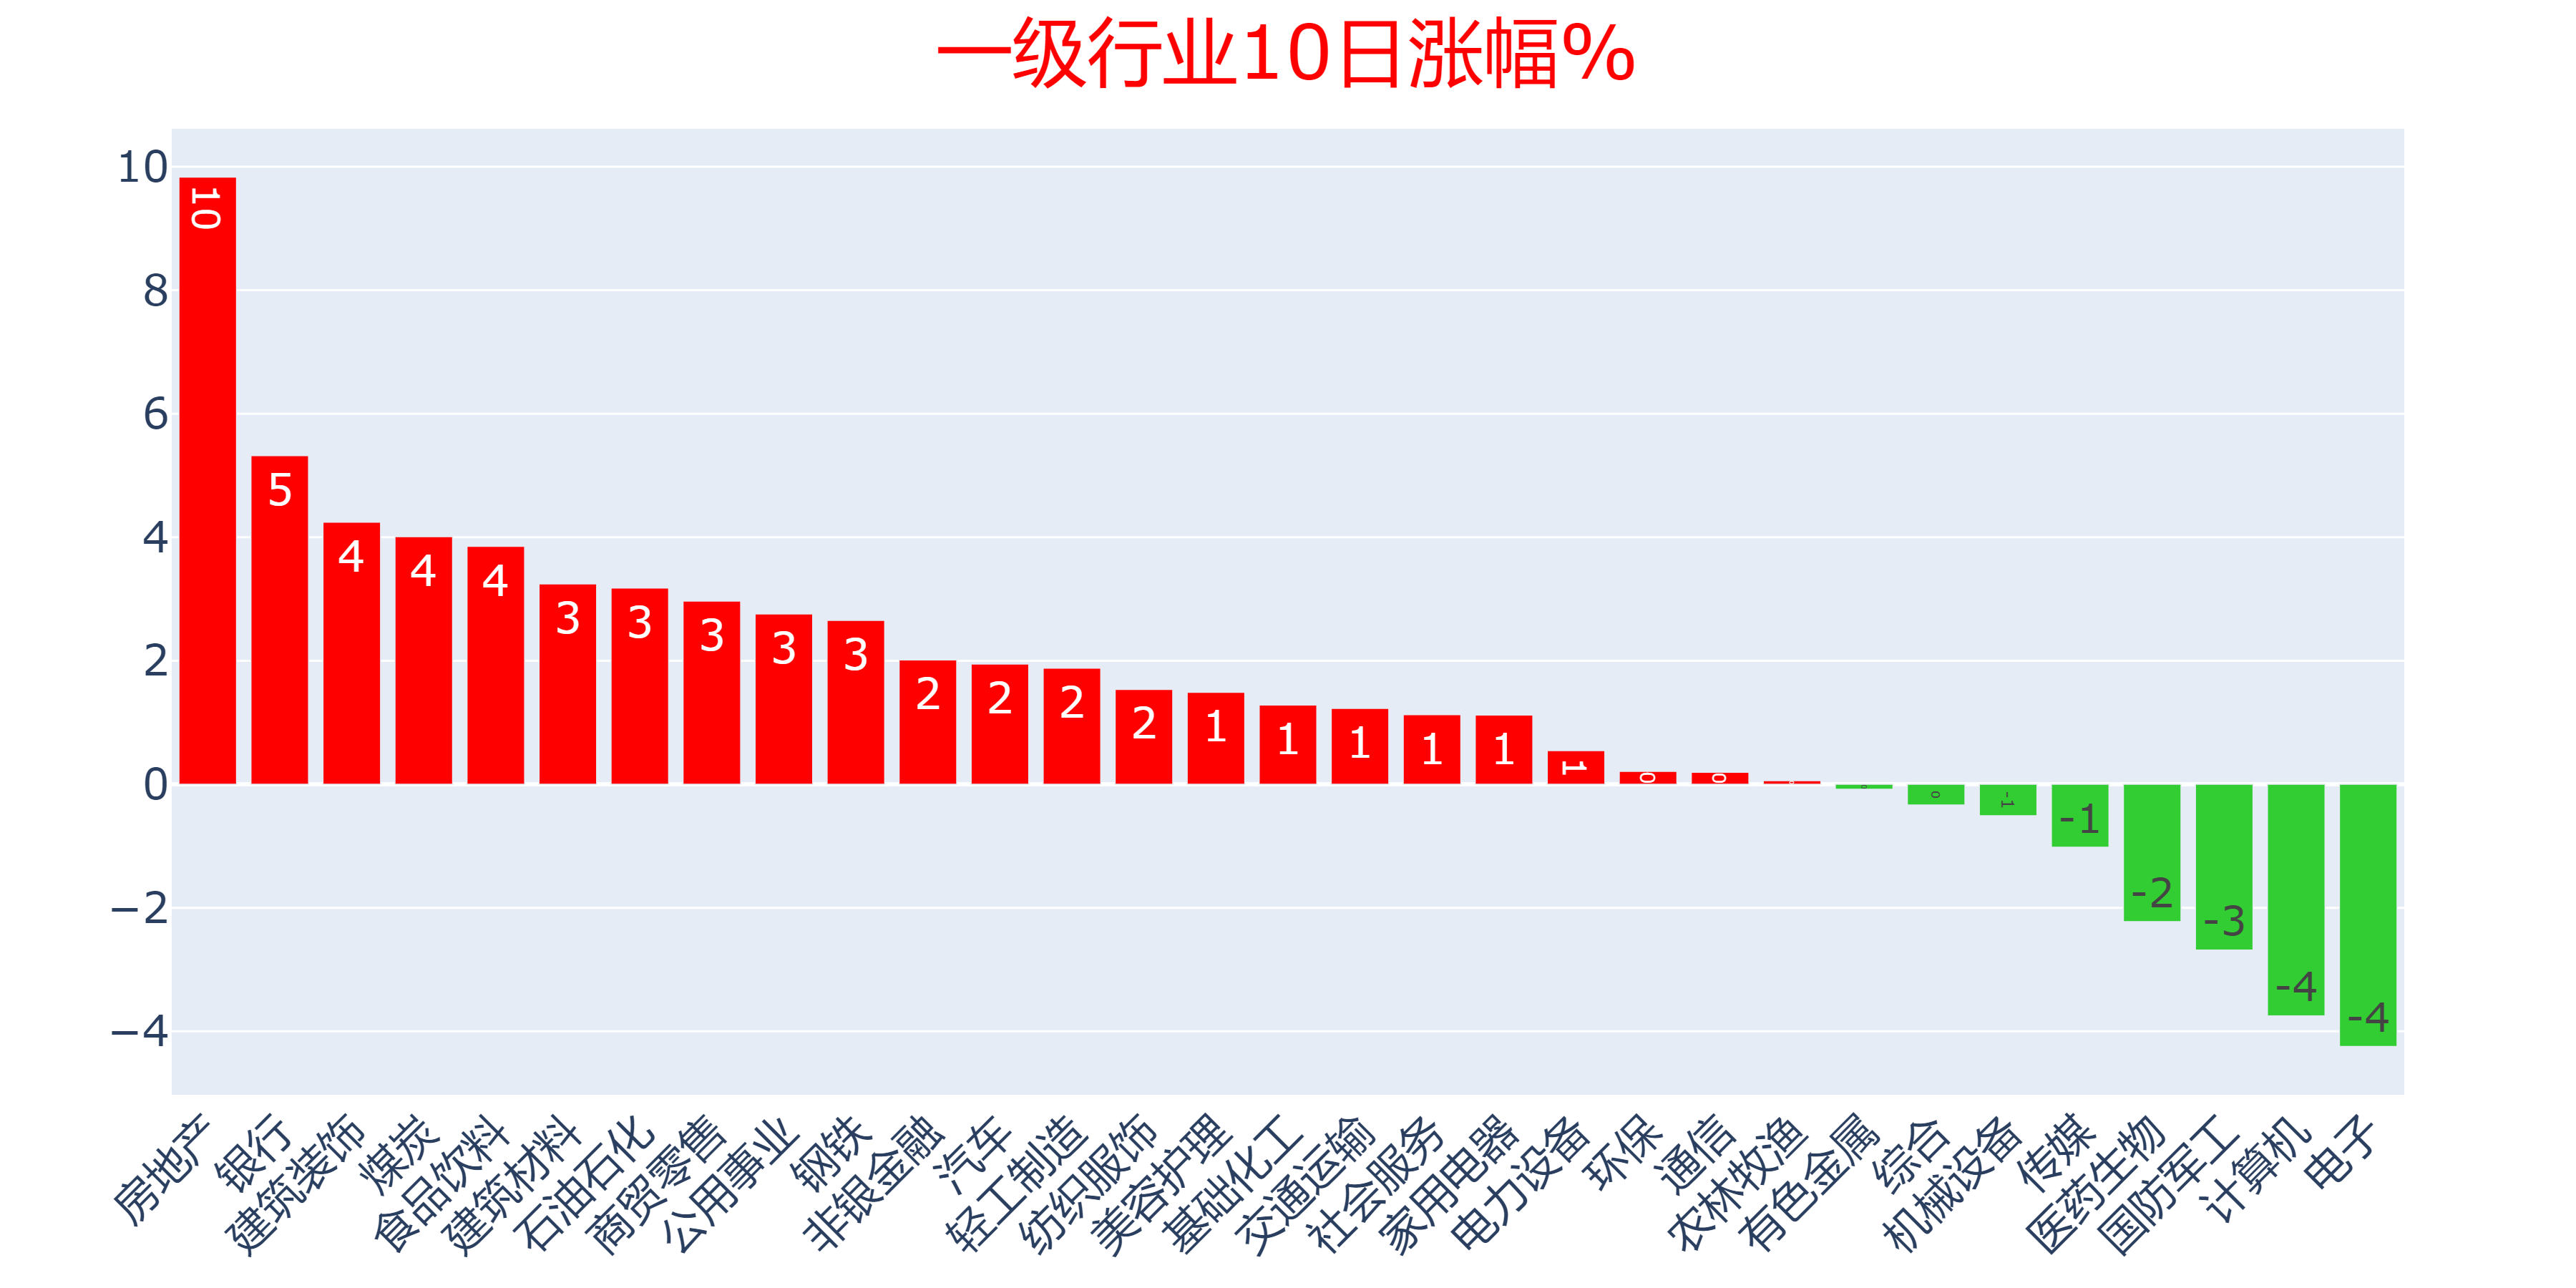 一级行业10日涨幅%
10
8
6
4
2
0
−2
−4
10
5
4
4
4
3
3
3
3
3
2
2
2
2
1
1
1
1
1
1
0
0
0
0
-1
-1
-2
-3
-4
-4
房地产
银行
建筑装饰
煤炭
食品饮料
建筑材料
石油石化
商贸零售
公用事业
钢铁
非银金融
汽车
轻工制造
纺织服饰
美容护理
基础化工
交通运输
社会服务
家用电器
电力设备
环保
通信
农林牧渔
有色金属
综合
机械设备
传媒
医药生物
国防军工
计算机
电子